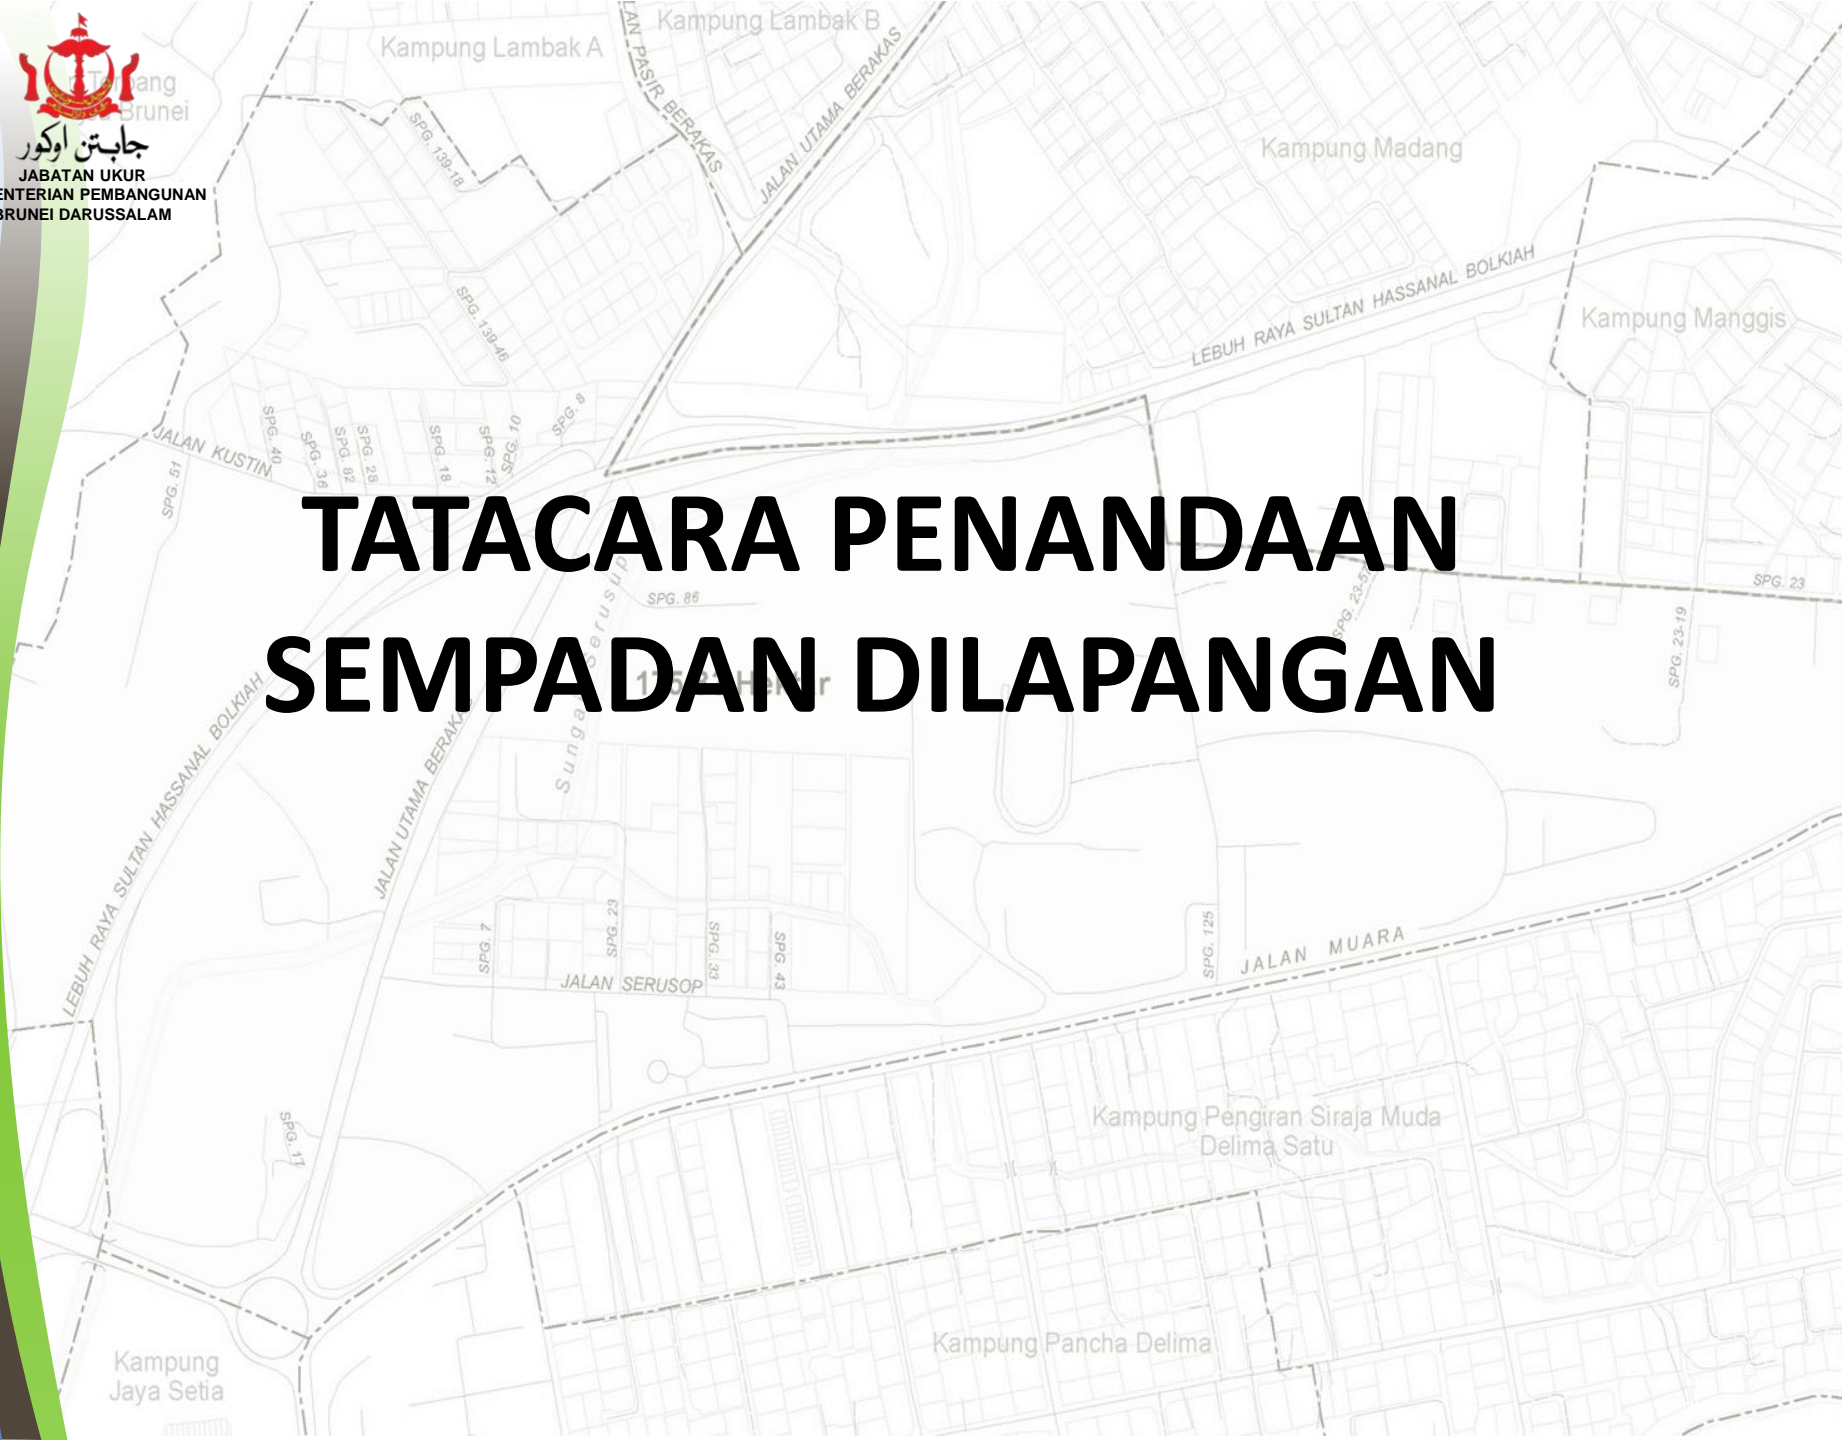 Kampung Lambak A
Kampung Lambak B
جابتن اوكور
JABATAN UKUR
ENTERIAN PEMBANGUNAN
BRUNEI DARUSSALAM
Brunei
JALAN PASIR BERAKAS
JALAN UTAMA BERAKAS
Kampung Madang
SPG. 139-18
SPG. 139-46
LEBUH RAYA SULTAN HASSANAL BOLKIAH
Kampung Manggis
JALAN KUSTIN
SPG. 51
SPG. 40
SPG. 36
SPG. 82
SPG. 28
SPG. 18
SPG. 12
SPG. 10
SPG. 8
TATACARA PENANDAAN
SEMPADAN DILAPANGAN
SPG. 86
SPG. 23-57
SPG. 23
SPG. 23-19
LEBUH RAYA SULTAN HASSANAL BOLKIAH
JALAN UTAMA BERAKAS
SPG. 7
SPG. 23
SPG. 33
SPG. 43
SPG. 125
JALAN MUARA
JALAN SERUSOP
SPG. 17
Kampung Pengiran Siraja Muda
Delima Satu
Kampung Pancha Delima
Kampung
Jaya Setia